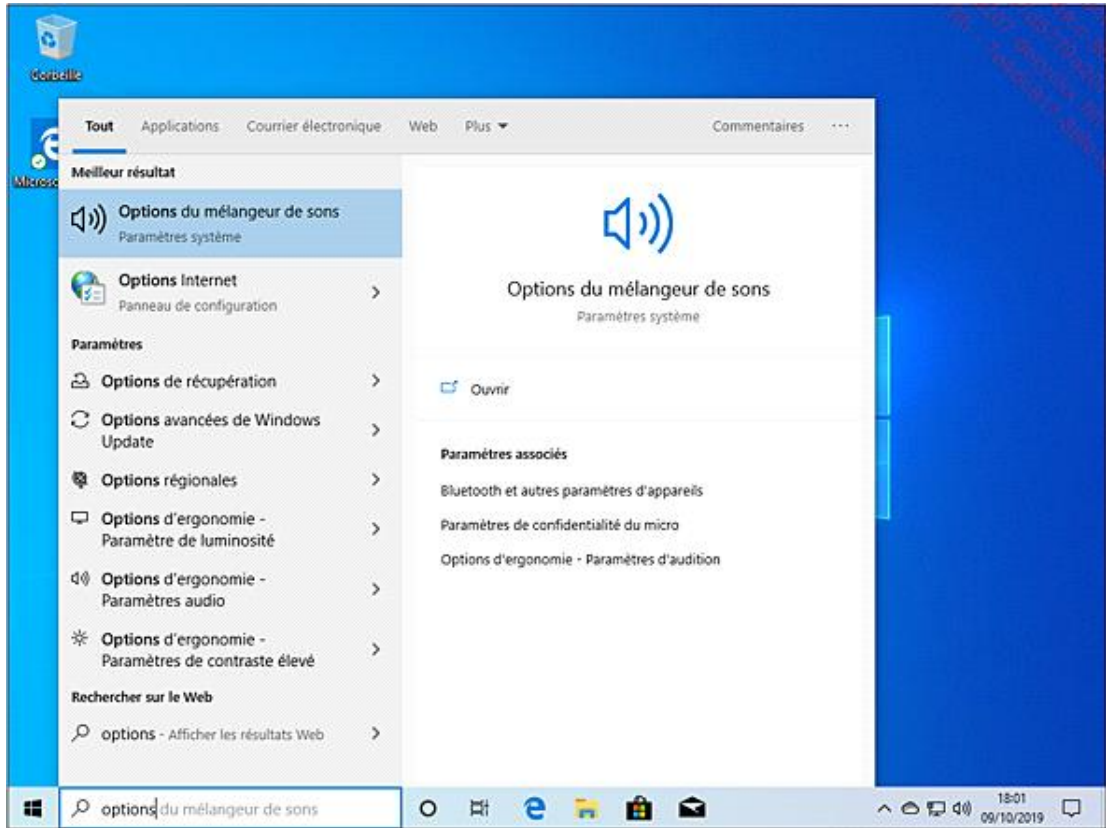 Corbeille
Tout Applications Courrier électronique Web Plus Commentaires ...
Meilleur résultat
Options du mélangeur de sons
Paramètres système
Options Internet
Panneau de configuration
Paramètres
Options de récupération
Options avancées de Windows
Update
Options régionales
Options d'ergonomie -
Paramètre de luminosité
Options d'ergonomie -
Paramètres audio
Options d'ergonomie -
Paramètres de contraste élevé
Rechercher sur le Web
options - Afficher les résultats Web
Options du mélangeur de sons
Paramètres système
Ouvrir
Paramètres associés
Bluetooth et autres paramètres d'appareils
Paramètres de confidentialité du micro
Options d'ergonomie - Paramètres d'audition
options du mélangeur de sons
18:01
09/10/2019